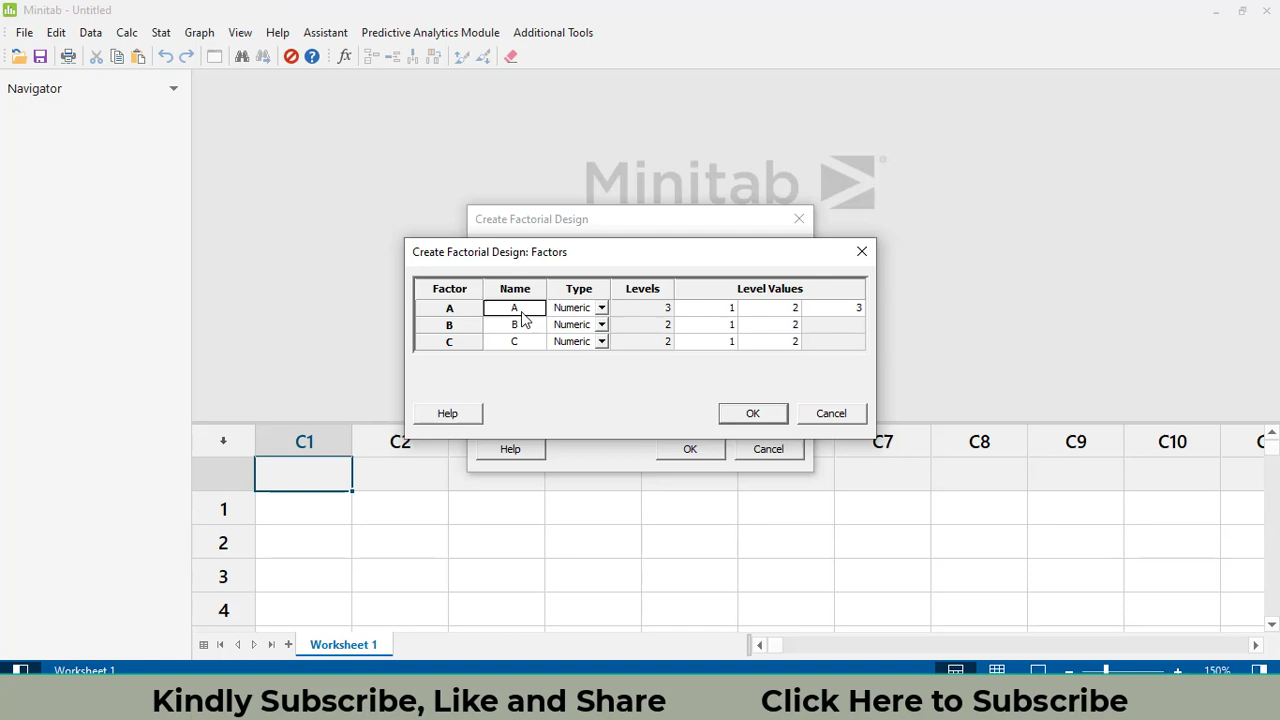 Minitab - Untitled
File Edit Data Calc Stat Graph View Help Assistant Predictive Analytics Module Additional Tools
Navigator
Minitab
Create Factorial Design
Create Factorial Design: Factors
Factor Name Type Levels Level Values
A A Numeric 3 1 2 3
B B Numeric 2 1 2
C C Numeric 2 1 2
Help OK Cancel
C1 C2 C7 C8 C9 C10
Help OK Cancel
1
2
3
4
Worksheet 1
Worksheet 1 150%
Kindly Subscribe, Like and Share Click Here to Subscribe